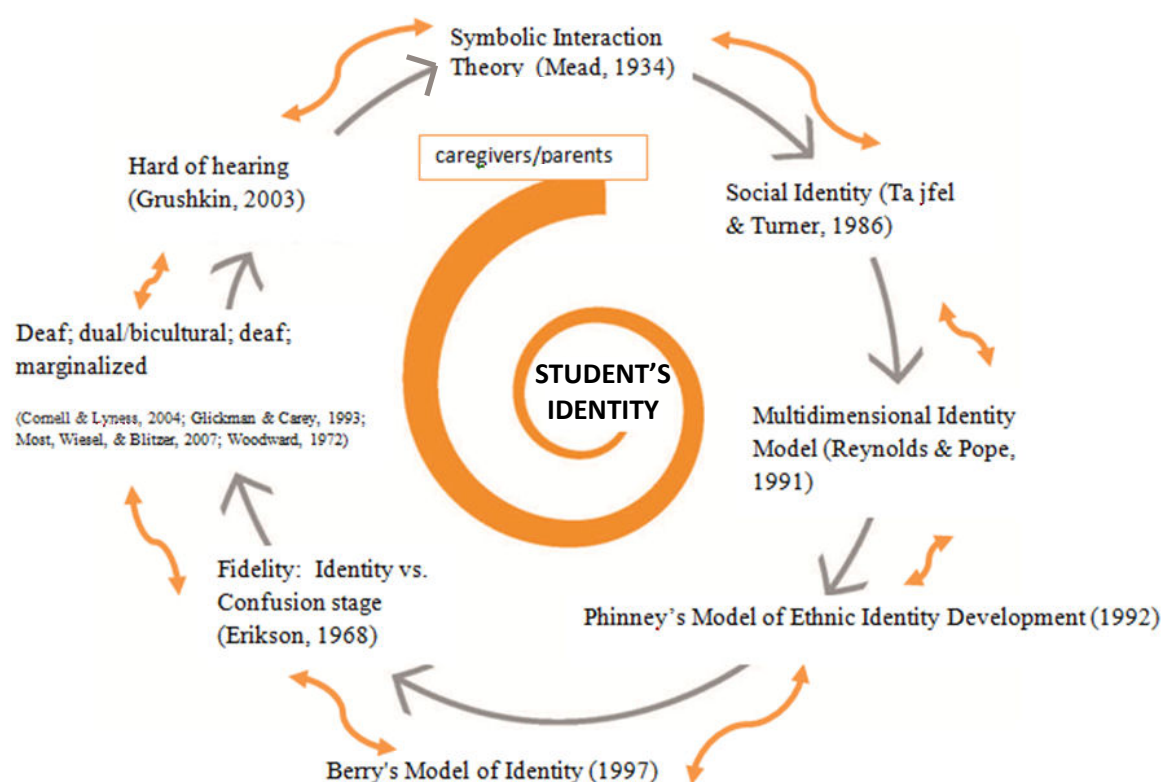 Symbolic Interaction
Theory (Mead, 1934)
caregivers/parents
Hard of hearing
(Grushkin, 2003)
Social Identity (Ta jfel
& Turner, 1986)
Deaf; dual/bicultural; deaf;
marginalized
(Cornell & Lyness, 2004; Glickman & Carey, 1993;
Most, Wiesel, & Blitzer, 2007; Woodward, 1972)
STUDENT'S
IDENTITY
Multidimensional Identity
Model (Reynolds & Pope,
1991)
Fidelity: Identity vs.
Confusion stage
(Erikson, 1968)
Phinney's Model of Ethnic Identity Development (1992)
Berry's Model of Identity (1997)